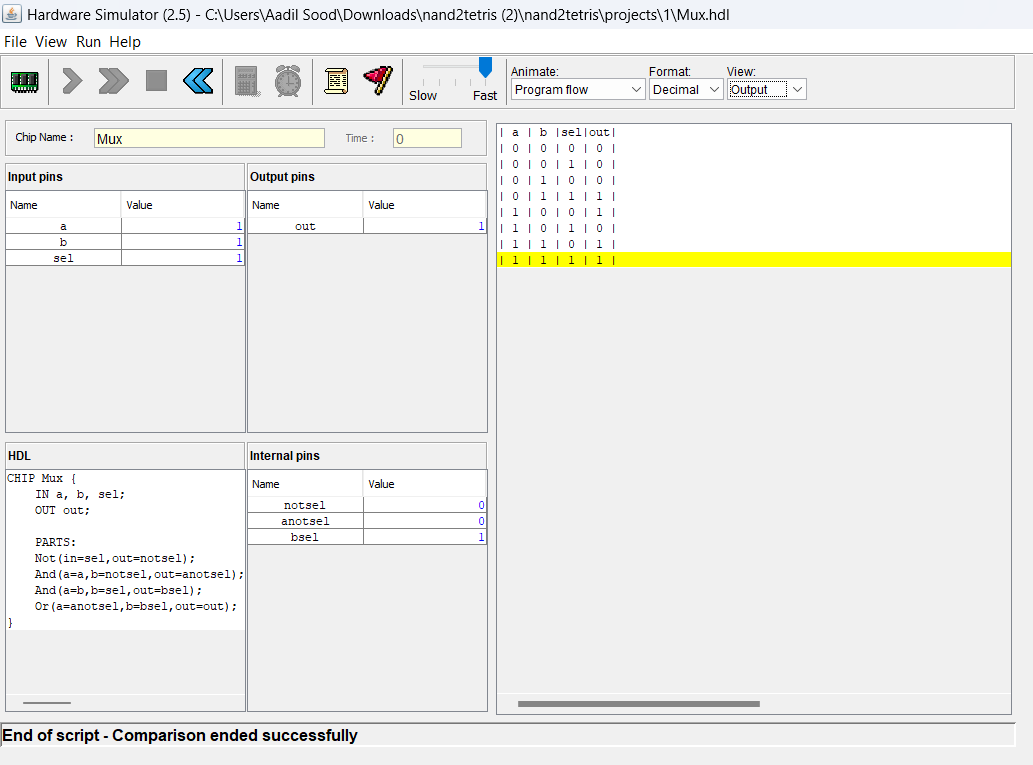 Hardware Simulator (2.5) - C:\Users\Aadil Sood\Downloads\nand2tetris (2)\nand2tetris\projects\1\Mux.hdl
File View Run Help
Slow Fast
Animate: Format: View:
Program flow Decimal Output
Chip Name : Mux Time : 0
Input pins
Name Value
a 1
b 1
sel 1
Output pins
Name Value
out 1
HDL
CHIP Mux {
    IN a, b, sel;
    OUT out;

    PARTS:
    Not(in=sel,out=notsel);
    And(a=a,b=notsel,out=anotsel);
    And(a=b,b=sel,out=bsel);
    Or(a=anotsel,b=bsel,out=out);
}
Internal pins
Name Value
notsel 0
anotsel 0
bsel 1
| a | b |sel|out|
| 0 | 0 | 0 | 0 |
| 0 | 0 | 1 | 0 |
| 0 | 1 | 0 | 0 |
| 0 | 1 | 1 | 1 |
| 1 | 0 | 0 | 1 |
| 1 | 0 | 1 | 0 |
| 1 | 1 | 0 | 1 |
| 1 | 1 | 1 | 1 |
End of script - Comparison ended successfully